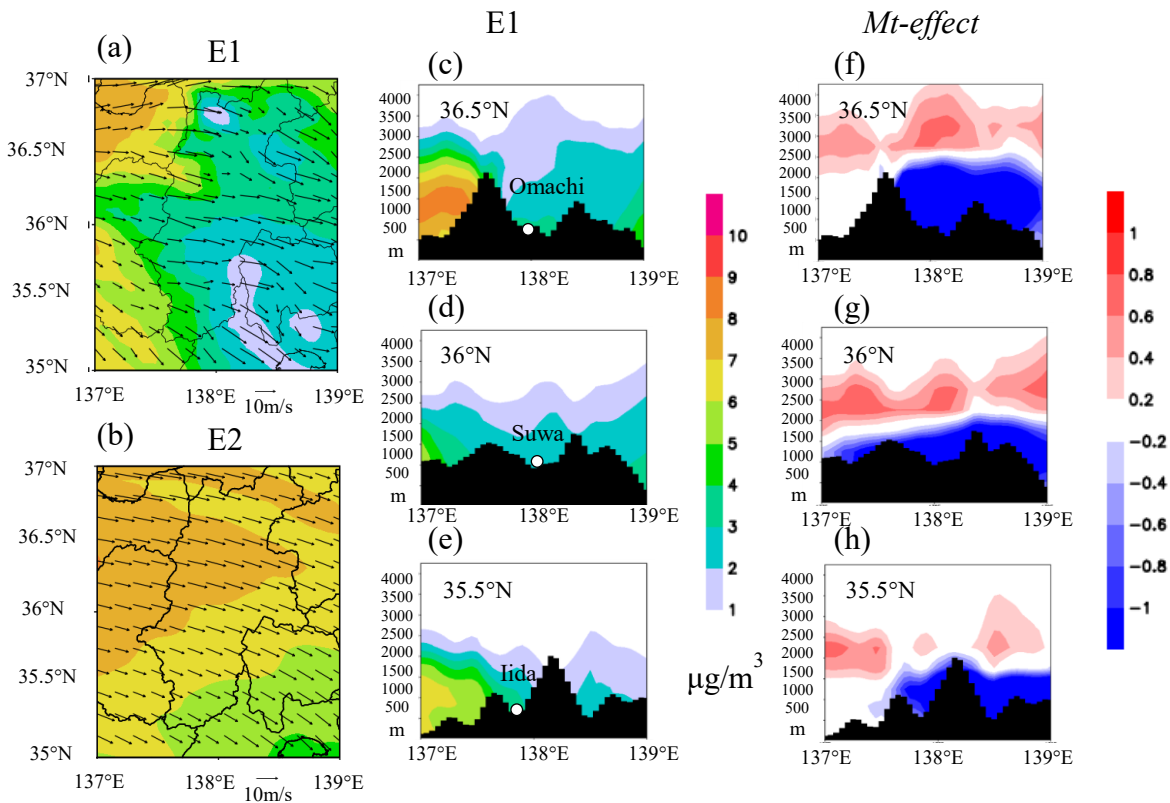 E1
Mt-effect
(a) E1
37°N
36.5°N
36°N
35.5°N
35°N
137°E 138°E 139°E
10m/s
(b) E2
37°N
36.5°N
36°N
35.5°N
35°N
137°E 138°E 139°E
10m/s
(c)
36.5°N
4000
3500
3000
2500
2000
1500
1000
500
m
Omachi
137°E 138°E 139°E
(d)
36°N
4000
3500
3000
2500
2000
1500
1000
500
m
Suwa
137°E 138°E 139°E
(e)
35.5°N
4000
3500
3000
2500
2000
1500
1000
500
m
Iida
137°E 138°E 139°E
10
9
8
7
6
5
4
3
2
1
μg/m³
(f)
36.5°N
4000
3500
3000
2500
2000
1500
1000
500
m
137°E 138°E 139°E
(g)
36°N
4000
3500
3000
2500
2000
1500
1000
500
m
137°E 138°E 139°E
(h)
35.5°N
4000
3500
3000
2500
2000
1500
1000
500
m
137°E 138°E 139°E
1
0.8
0.6
0.4
0.2
−0.2
−0.4
−0.6
−0.8
−1